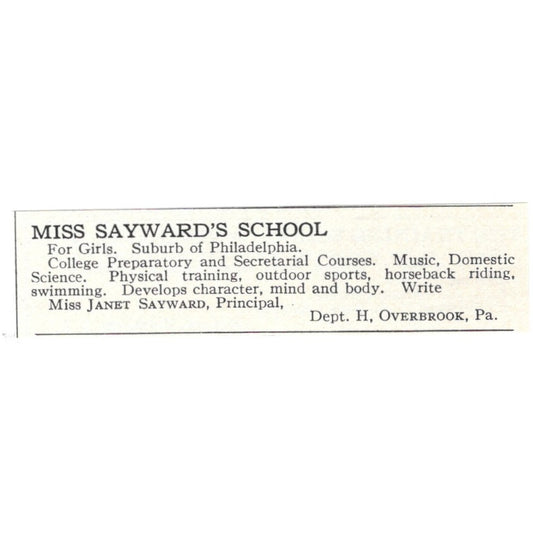 MISS SAYWARD'S SCHOOL
For Girls. Suburb of Philadelphia.
College Preparatory and Secretarial Courses. Music, Domestic
Science. Physical training, outdoor sports, horseback riding,
swimming. Develops character, mind and body. Write
Miss JANET SAYWARD, Principal,
Dept. H, OVERBROOK, Pa.